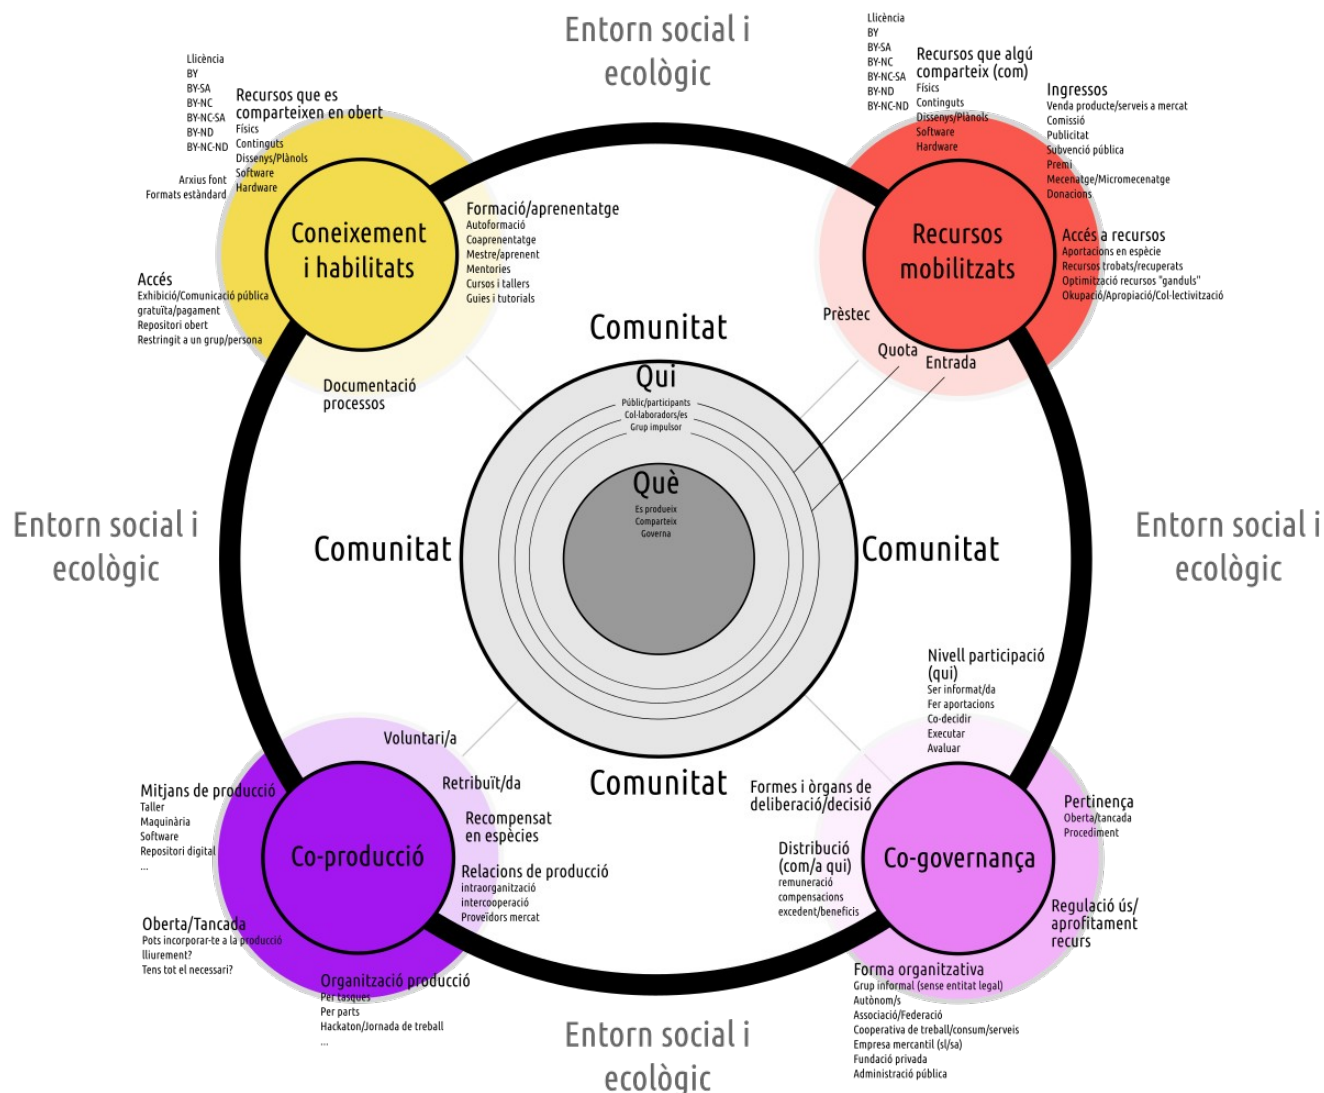 Entorn social i
ecològic
Llicència
BY
BY-SA
BY-NC
BY-NC-SA
BY-ND
BY-NC-ND
Recursos que es
comparteixen en obert
Físics
Continguts
Dissenys/Plànols
Software
Hardware
Arxius font
Formats estàndard
Coneixement
i habilitats
Formació/aprenentatge
Autoformació
Coaprenentatge
Mestre/aprenent
Mentories
Cursos i tallers
Guies i tutorials
Accés
Exhibició/Comunicació pública
gratuïta/pagament
Repositori obert
Restringit a un grup/persona
Documentació
processos
Llicència
BY
BY-SA
BY-NC
BY-NC-SA
BY-ND
BY-NC-ND
Recursos que algú
comparteix (com)
Físics
Continguts
Dissenys/Plànols
Software
Hardware
Ingressos
Venda producte/serveis a mercat
Comissió
Publicitat
Subvenció pública
Premi
Mecenatge/Micromecenatge
Donacions
Recursos
mobilitzats
Accés a recursos
Aportacions en espècie
Recursos trobats/recuperats
Optimització recursos "ganduls"
Okupació/Apropiació/Col·lectivització
Prèstec
Quota
Entrada
Comunitat
Qui
Públic/participants
Col·laboradors/es
Grup impulsor
Què
Es produeix
Comparteix
Governa
Entorn social i
ecològic
Comunitat
Comunitat
Entorn social i
ecològic
Comunitat
Voluntari/a
Retribuït/da
Recompensat
en espècies
Relacions de producció
intraorganització
intercooperació
Proveïdors mercat
Mitjans de producció
Taller
Maquinària
Software
Repositori digital
...
Co-producció
Oberta/Tancada
Pots incorporar-te a la producció
lliurement?
Tens tot el necessari?
Organització producció
Per tasques
Per parts
Hackaton/Jornada de treball
...
Nivell participació
(qui)
Ser informat/da
Fer aportacions
Co-decidir
Executar
Avaluar
Formes i òrgans de
deliberació/decisió
Distribució
(com/a qui)
remuneració
compensacions
excedent/beneficis
Co-governança
Pertinença
Oberta/tancada
Procediment
Regulació ús/
aprofitament
recurs
Forma organitzativa
Grup informal (sense entitat legal)
Autònom/s
Associació/Federació
Cooperativa de treball/consum/serveis
Empresa mercantil (sl/sa)
Fundació privada
Administració pública
Entorn social i
ecològic